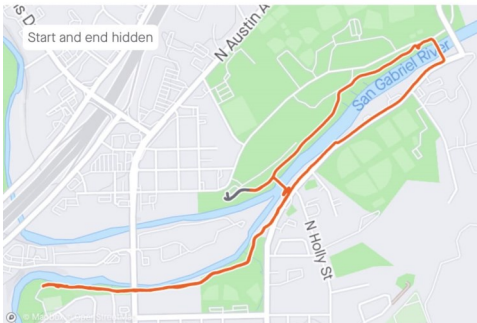 s D
Start and end hidden
N Austin A
San Gabriel River
N Holly St